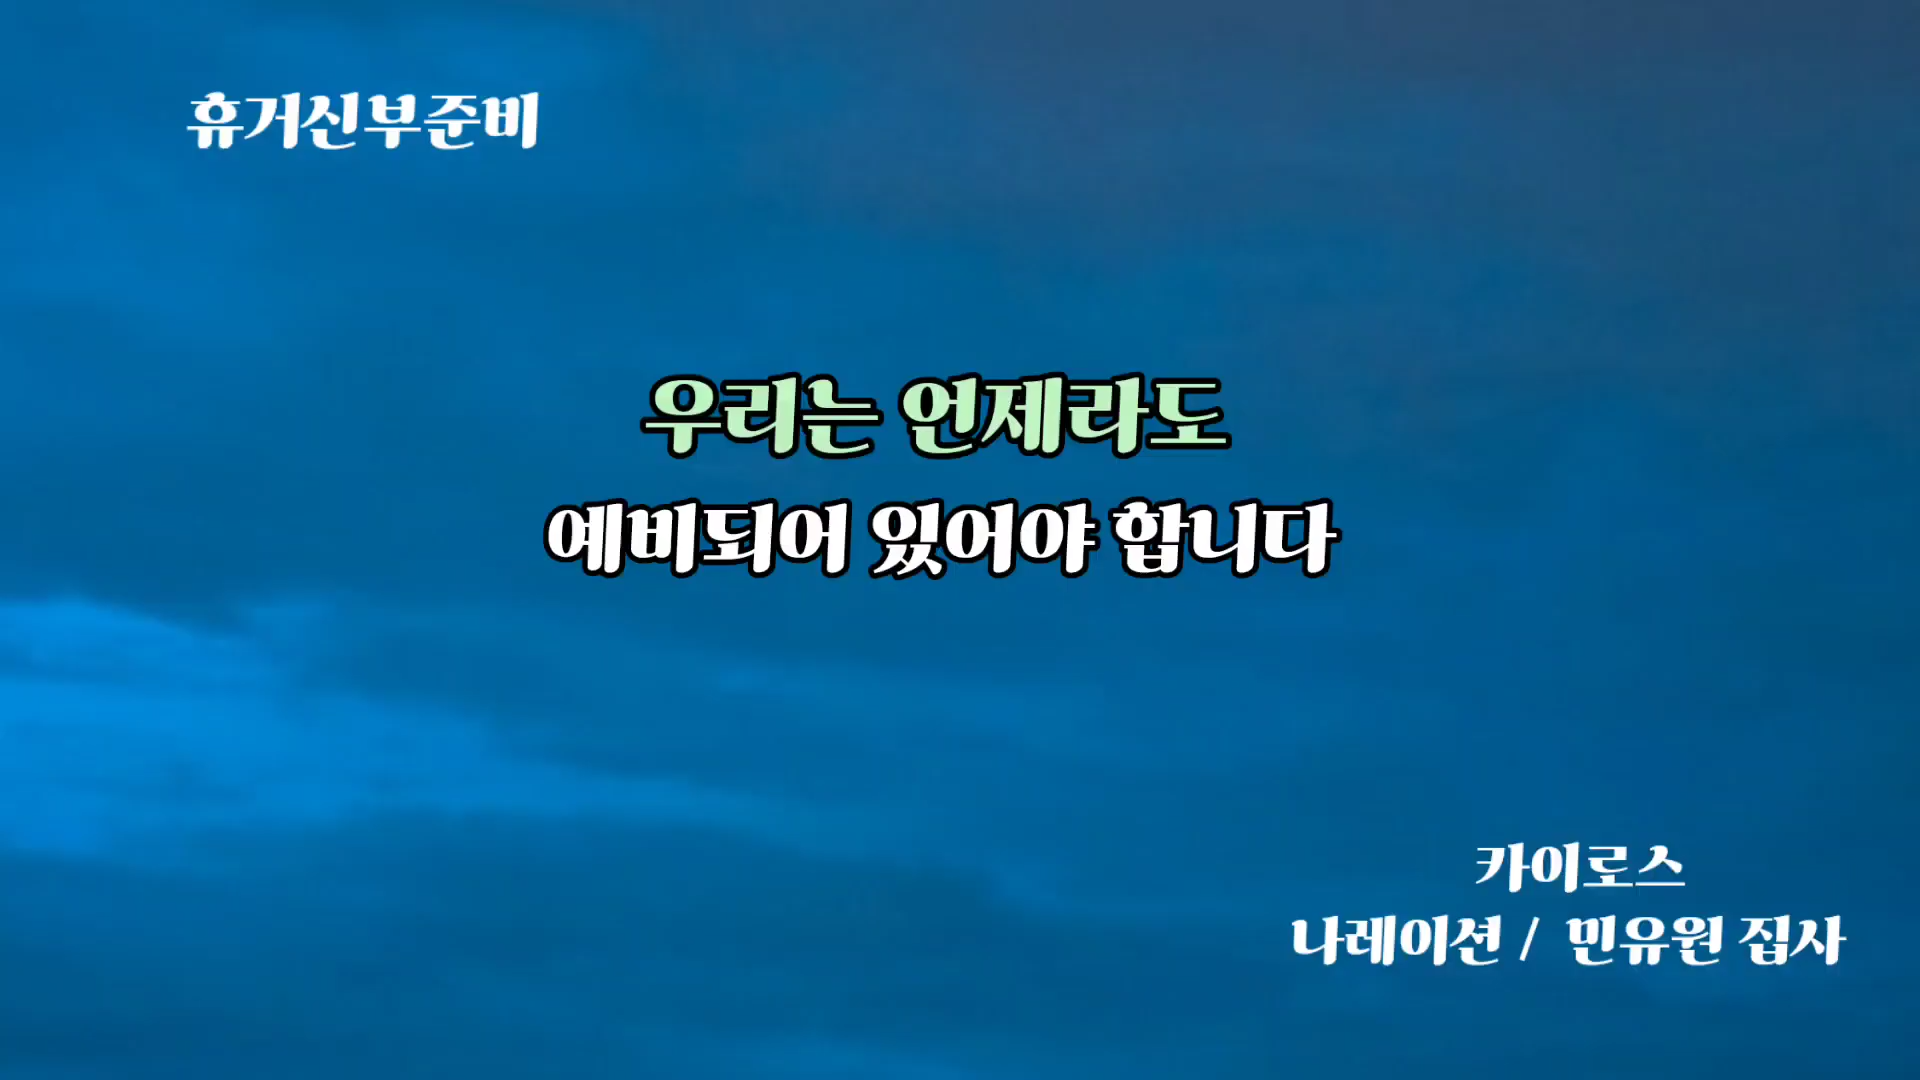 휴거신부준비
우리는 언제라도
예비되어 있어야 합니다
카이로스
나레이션 / 민유원 집사